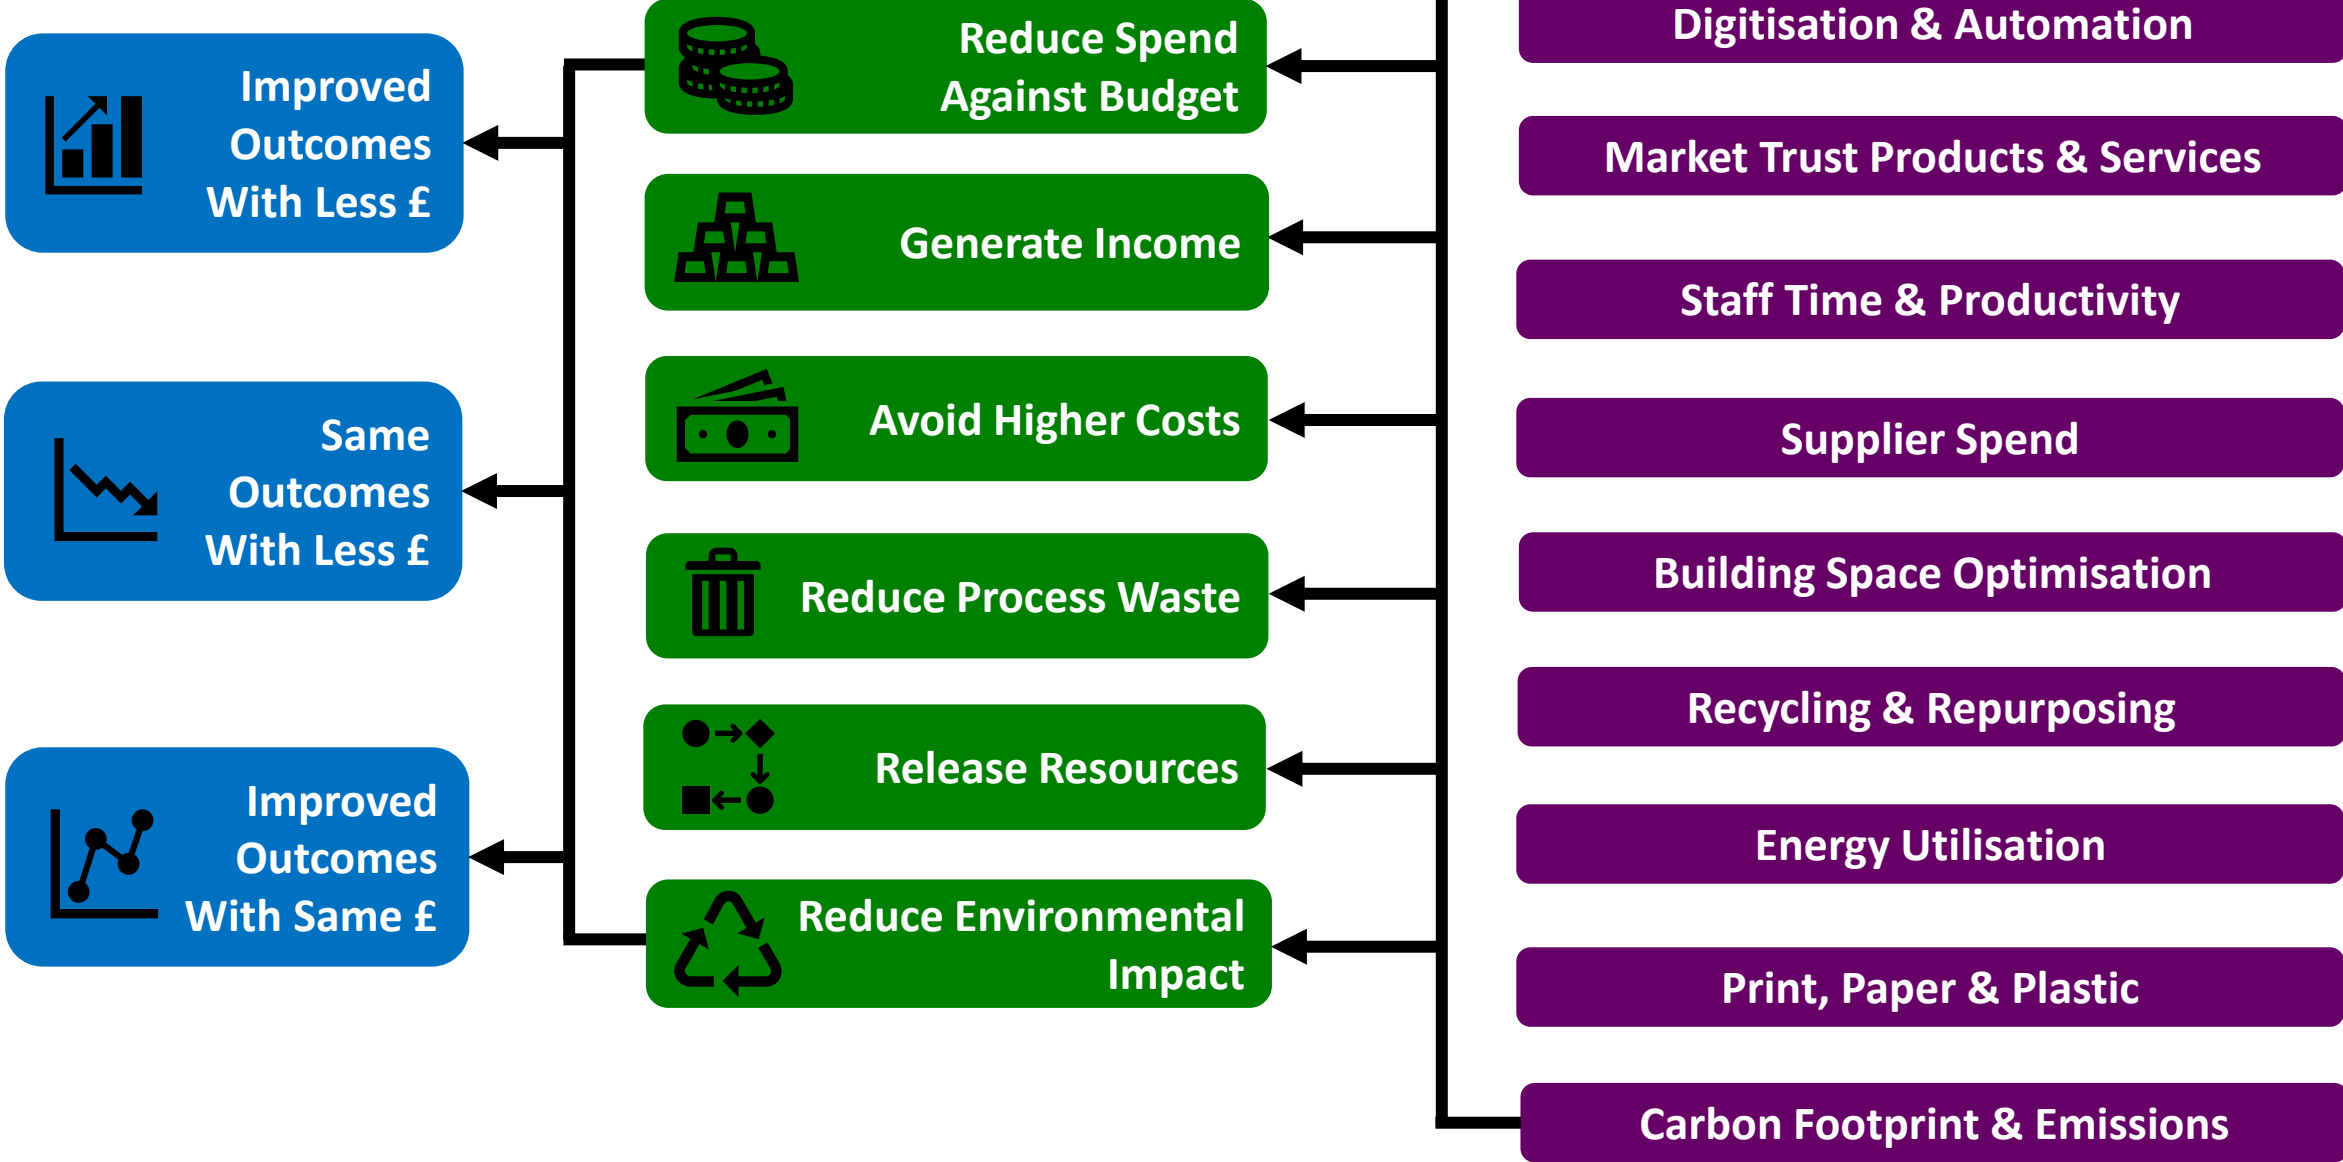 Improved
Outcomes
With Less £
Same
Outcomes
With Less £
Improved
Outcomes
With Same £
Reduce Spend
Against Budget
Generate Income
Avoid Higher Costs
Reduce Process Waste
Release Resources
Reduce Environmental
Impact
Digitisation & Automation
Market Trust Products & Services
Staff Time & Productivity
Supplier Spend
Building Space Optimisation
Recycling & Repurposing
Energy Utilisation
Print, Paper & Plastic
Carbon Footprint & Emissions